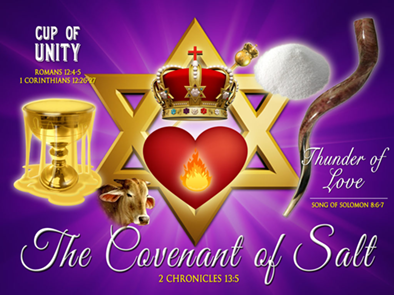 CUP OF
UNITY
ROMANS 12:4-5
1 CORINTHIANS 12:26-27
Thunder of
Love
SONG OF SOLOMON 8:6-7
The Covenant of Salt
2 CHRONICLES 13:5